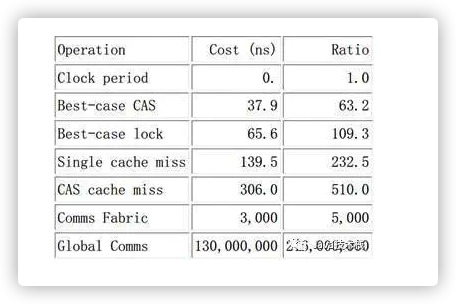 Operation Cost (ns) Ratio
Clock period 0. 1.0
Best-case CAS 37.9 63.2
Best-case lock 65.6 109.3
Single cache miss 139.5 232.5
CAS cache miss 306.0 510.0
Comms Fabric 3,000 5,000
Global Comms 130,000,000